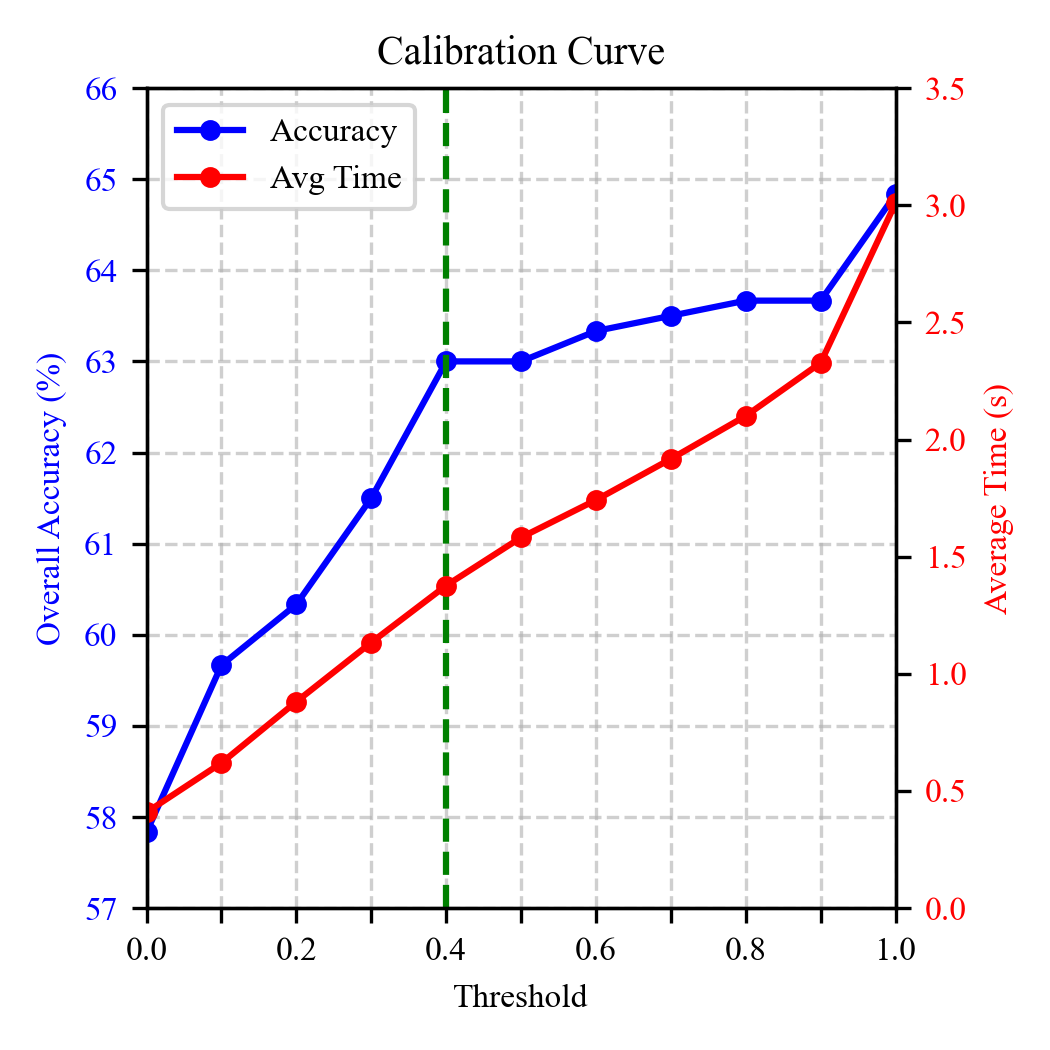 Calibration Curve
Accuracy
Avg Time
66
65
64
63
62
61
60
59
58
57
Overall Accuracy (%)
3.5
3.0
2.5
2.0
1.5
1.0
0.5
0.0
Average Time (s)
0.0 0.2 0.4 0.6 0.8 1.0
Threshold